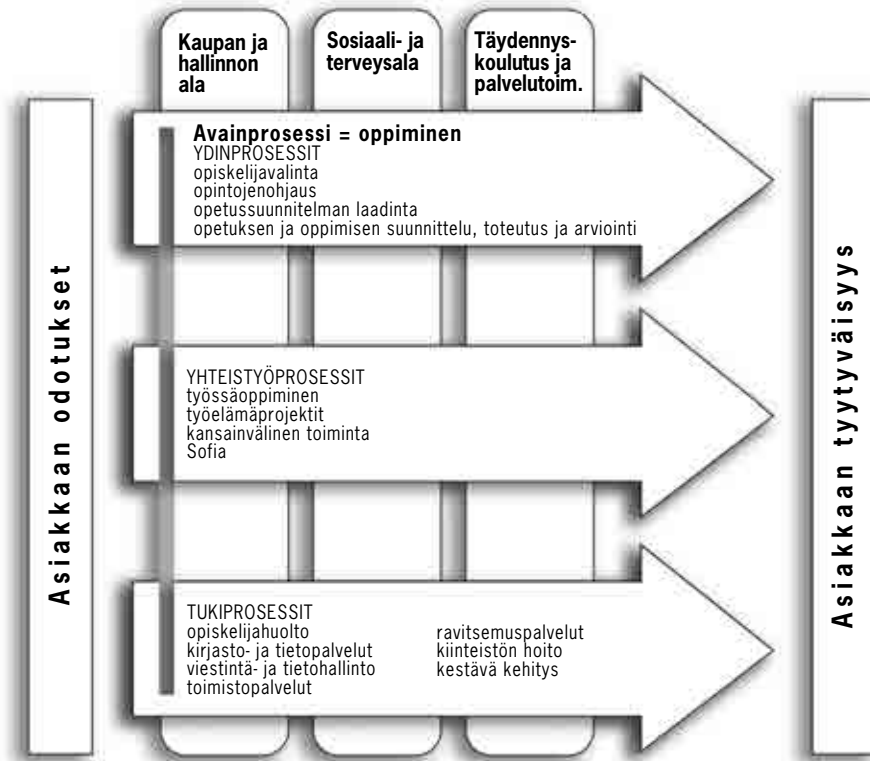 Kaupan ja
hallinnon
ala
Sosiaali- ja
terveysala
Täydennys-
koulutus ja
palvelutoim.
Asiakkaan odotukset
Avainprosessi = oppiminen
YDINPROSESSIT
opiskelijavalinta
opintojenohjaus
opetussuunnitelman laadinta
opetuksen ja oppimisen suunnittelu, toteutus ja arviointi
YHTEISTYÖPROSESSIT
työssäoppiminen
työelämäprojektit
kansainvälinen toiminta
Sofia
TUKIPROSESSIT
opiskelijahuolto
kirjasto- ja tietopalvelut
viestintä- ja tietohallinto
toimistopalvelut
ravitsemuspalvelut
kiinteistön hoito
kestävä kehitys
Asiakkaan tyytyväisyys